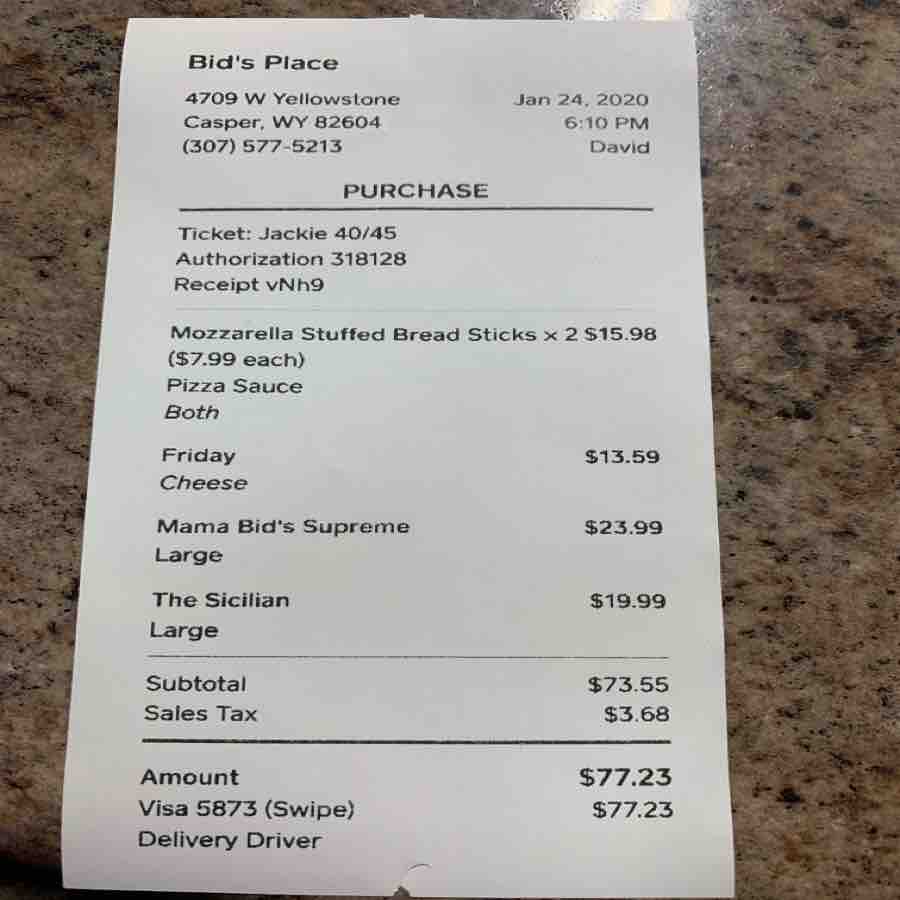 Bid's Place
4709 W Yellowstone Jan 24, 2020
Casper, WY 82604 6:10 PM
(307) 577-5213 David
PURCHASE
Ticket: Jackie 40/45
Authorization 318128
Receipt vNh9
Mozzarella Stuffed Bread Sticks x 2 $15.98
($7.99 each)
Pizza Sauce
Both
Friday $13.59
Cheese
Mama Bid's Supreme $23.99
Large
The Sicilian $19.99
Large
Subtotal $73.55
Sales Tax $3.68
Amount $77.23
Visa 5873 (Swipe) $77.23
Delivery Driver